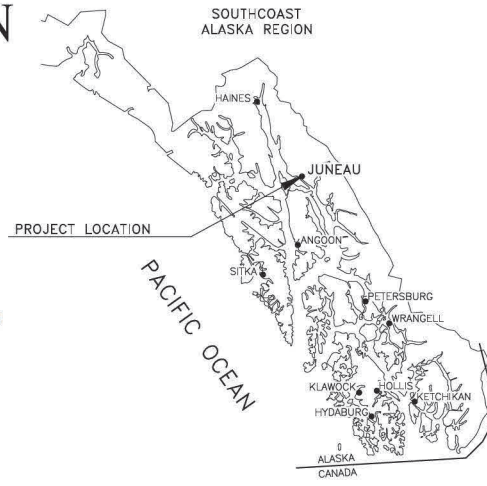 N
SOUTHCOAST
ALASKA REGION
HAINES
JUNEAU
PROJECT LOCATION
ANGOON
SITKA
PACIFIC OCEAN
PETERSBURG
WRANGELL
KLAWOCK
HOLLIS
KETCHIKAN
HYDABURG
ALASKA
CANADA